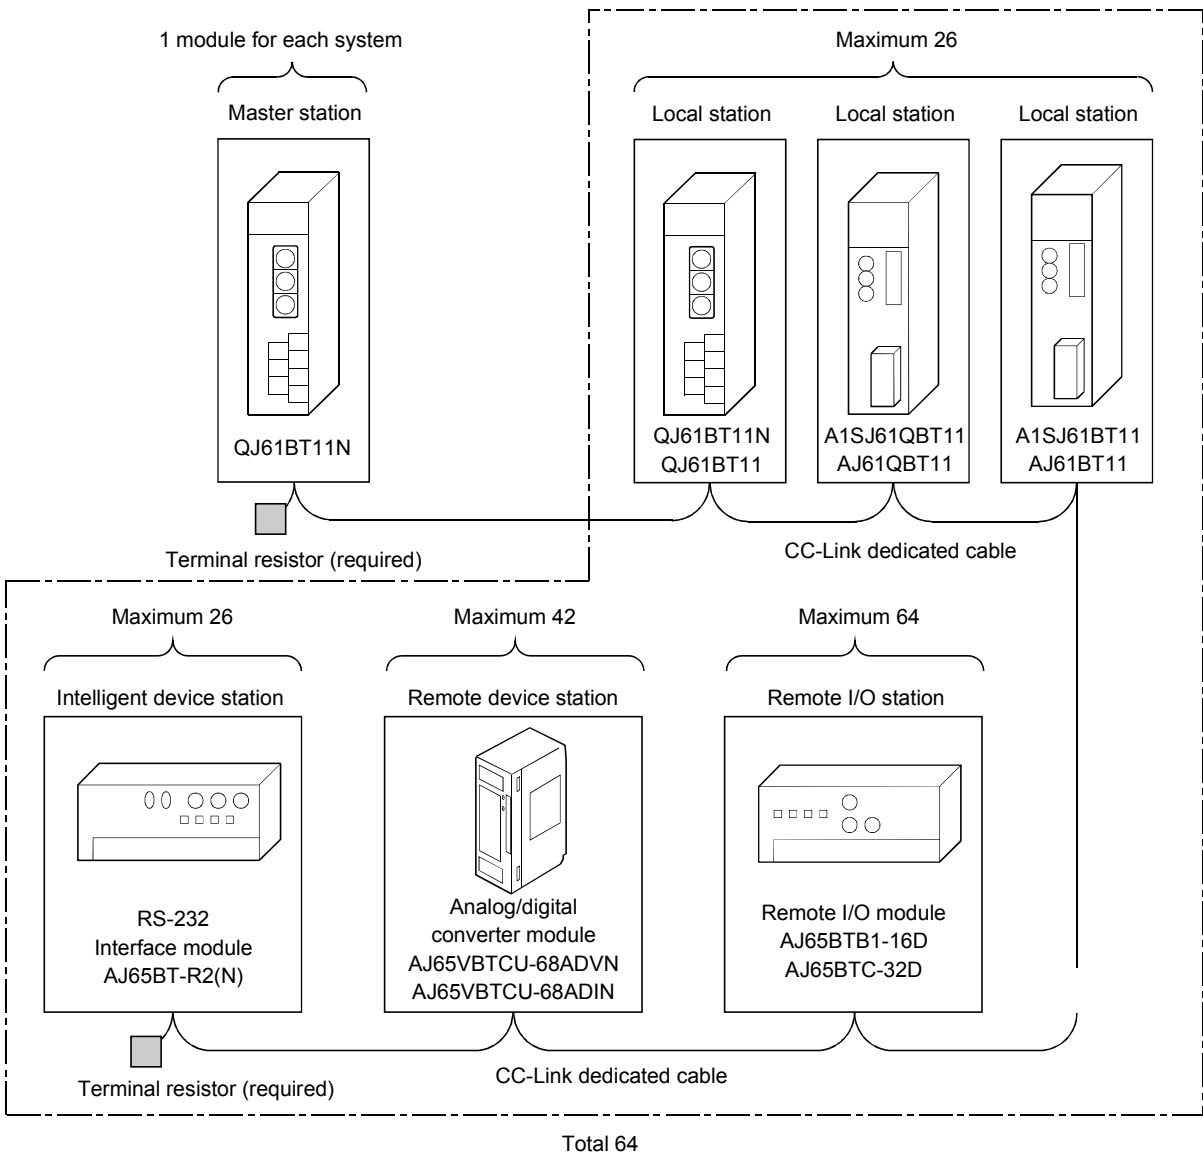 1 module for each system
Maximum 26
Master station
Local station
Local station
Local station
QJ61BT11N
QJ61BT11N
QJ61BT11
A1SJ61QBT11
AJ61QBT11
A1SJ61BT11
AJ61BT11
Terminal resistor (required)
CC-Link dedicated cable
Maximum 26
Maximum 42
Maximum 64
Intelligent device station
Remote device station
Remote I/O station
RS-232
Interface module
AJ65BT-R2(N)
Analog/digital
converter module
AJ65VBTCU-68ADVN
AJ65VBTCU-68ADIN
Remote I/O module
AJ65BTB1-16D
AJ65BTC-32D
Terminal resistor (required)
CC-Link dedicated cable
Total 64